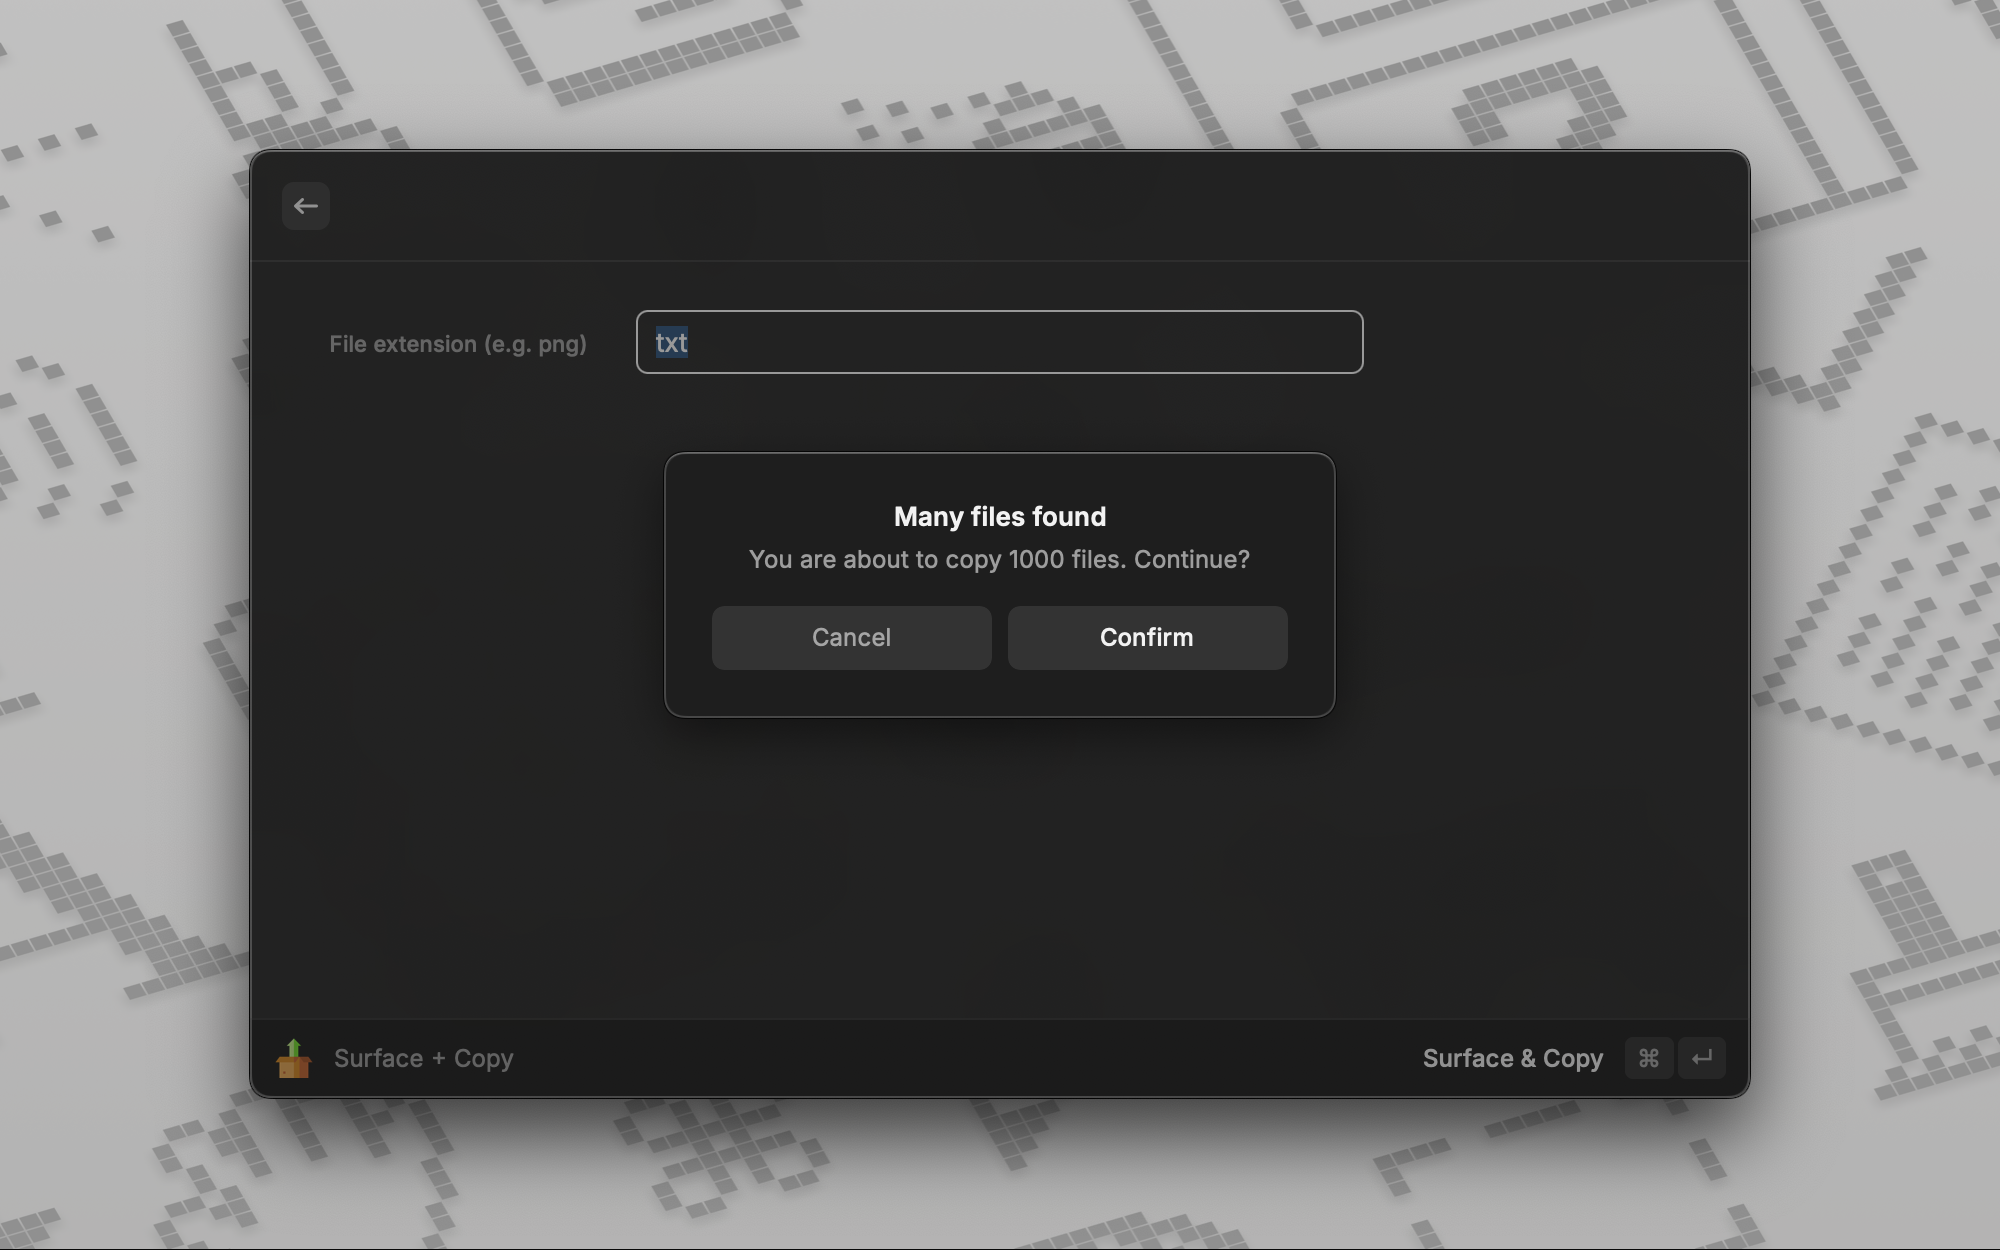 File extension (e.g. png)
txt
Many files found
You are about to copy 1000 files. Continue?
Cancel
Confirm
Surface + Copy
Surface & Copy ⌘ ↵